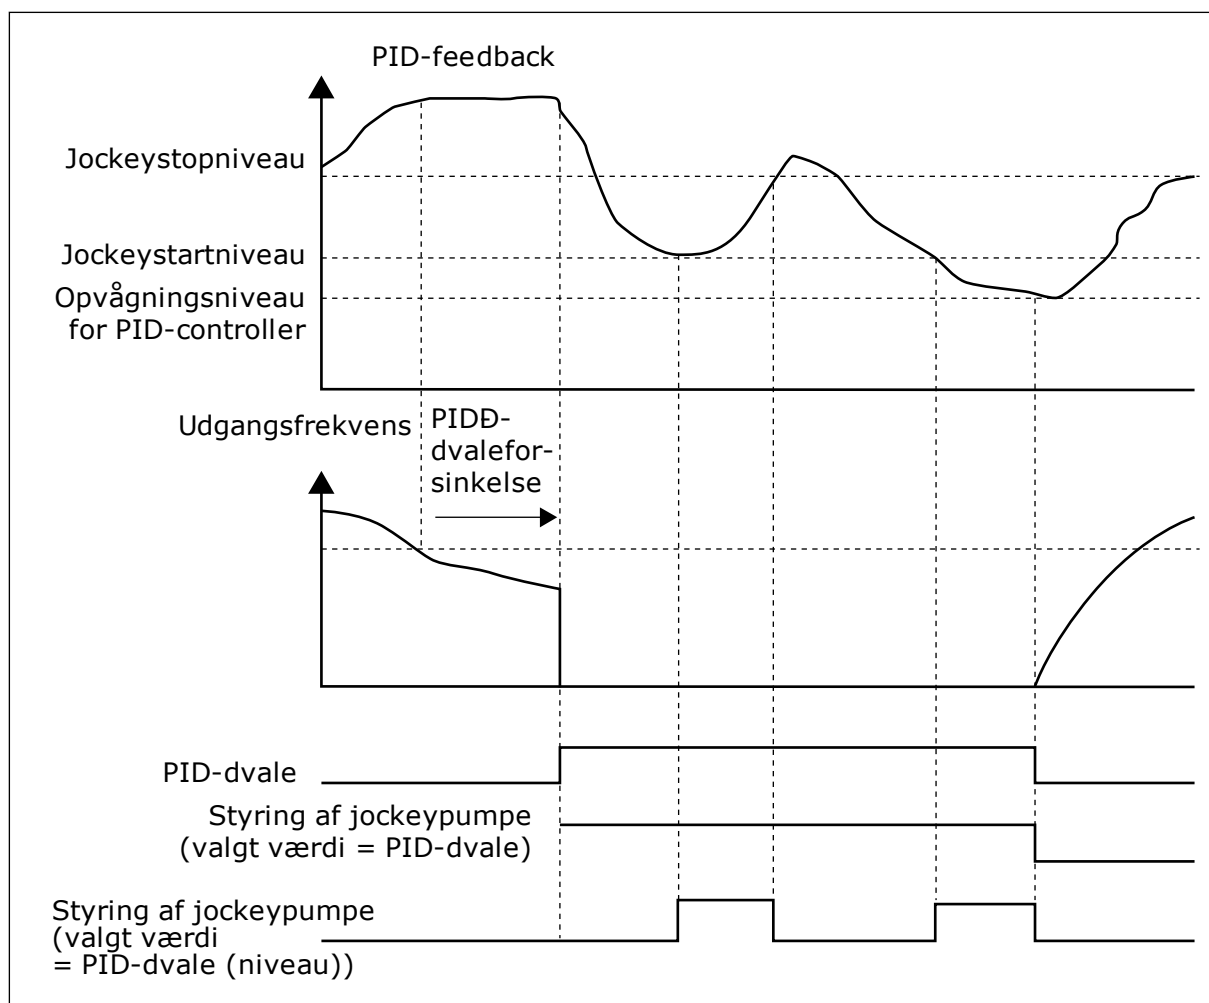 PID-feedback
Jockeystopniveau
Jockeystartniveau
Opvågningsniveau
for PID-controller
Udgangsfrekvens
PIDÐ-
dvalefor-
sinkelse
PID-dvale
Styring af jockeypumpe
(valgt værdi = PID-dvale)
Styring af jockeypumpe
(valgt værdi
= PID-dvale (niveau))